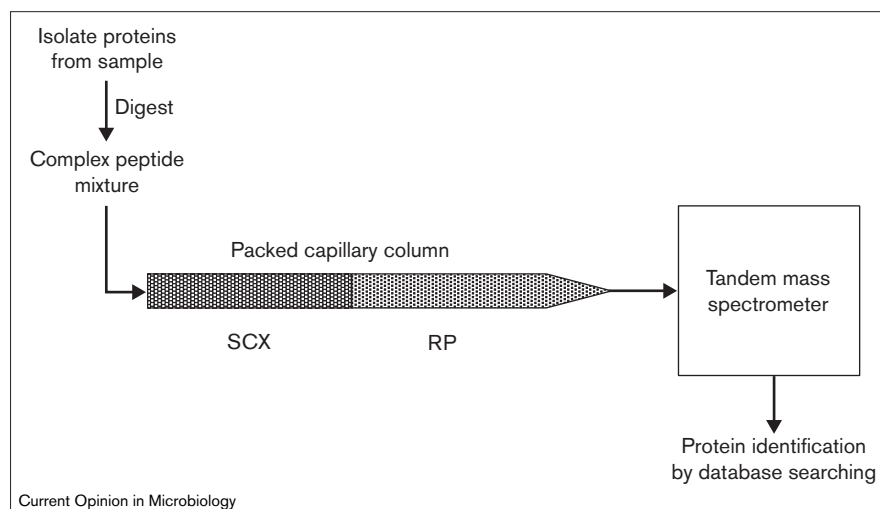 Isolate proteins
from sample
Digest
Complex peptide
mixture
Packed capillary column
SCX
RP
Tandem mass
spectrometer
Protein identification
by database searching
Current Opinion in Microbiology